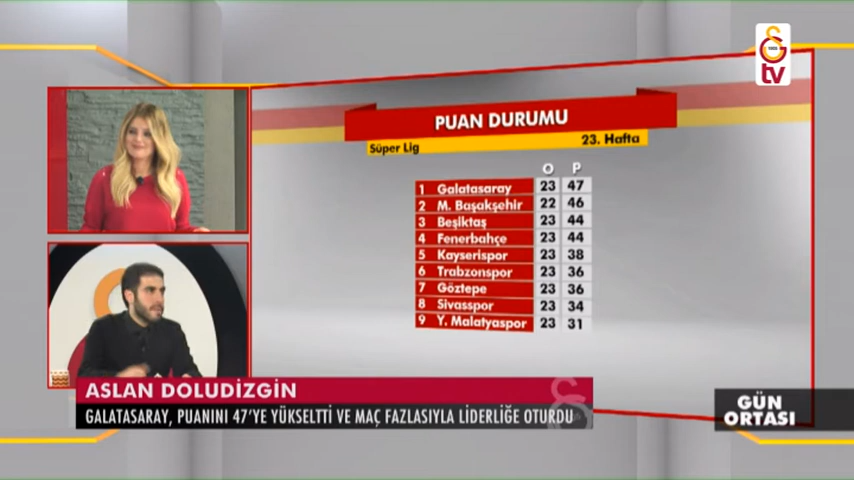 1905
tv
PUAN DURUMU
Süper Lig 23. Hafta
O P
1 Galatasaray 23 47
2 M. Başakşehir 22 46
3 Beşiktaş 23 44
4 Fenerbahçe 23 44
5 Kayserispor 23 38
6 Trabzonspor 23 36
7 Göztepe 23 36
8 Sivasspor 23 34
9 Y. Malatyaspor 23 31
ASLAN DOLUDİZGİN
GALATASARAY, PUANINI 47'YE YÜKSELTTİ VE MAÇ FAZLASIYLA LİDERLİĞE OTURDU
GÜN
ORTASI